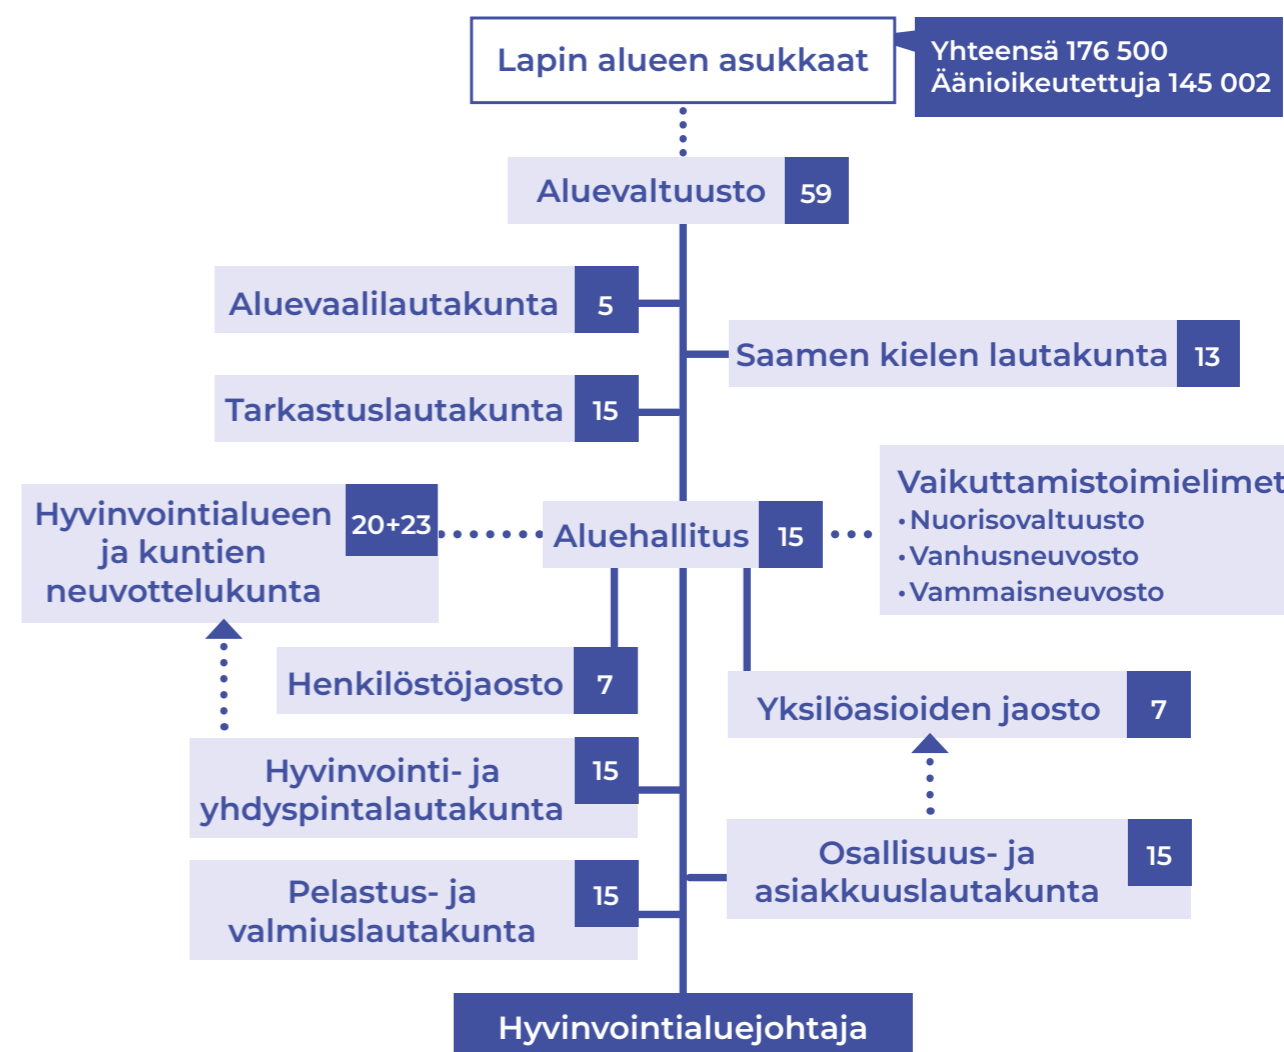 Lapin alueen asukkaat
Yhteensä 176 500
Äänioikeutettuja 145 002
Aluevaltuusto 59
Aluevaalilautakunta 5
Saamen kielen lautakunta 13
Tarkastuslautakunta 15
Hyvinvointialueen
ja kuntien
neuvottelukunta
20+23
Aluehallitus 15
Vaikuttamistoimielimet
• Nuorisovaltuusto
• Vanhusneuvosto
• Vammaisneuvosto
Henkilöstöjaosto 7
Yksilöasioiden jaosto 7
Hyvinvointi- ja
yhdyspintalautakunta
15
Osallisuus- ja
asiakkuuslautakunta
15
Pelastus- ja
valmiuslautakunta
15
Hyvinvointialuejohtaja